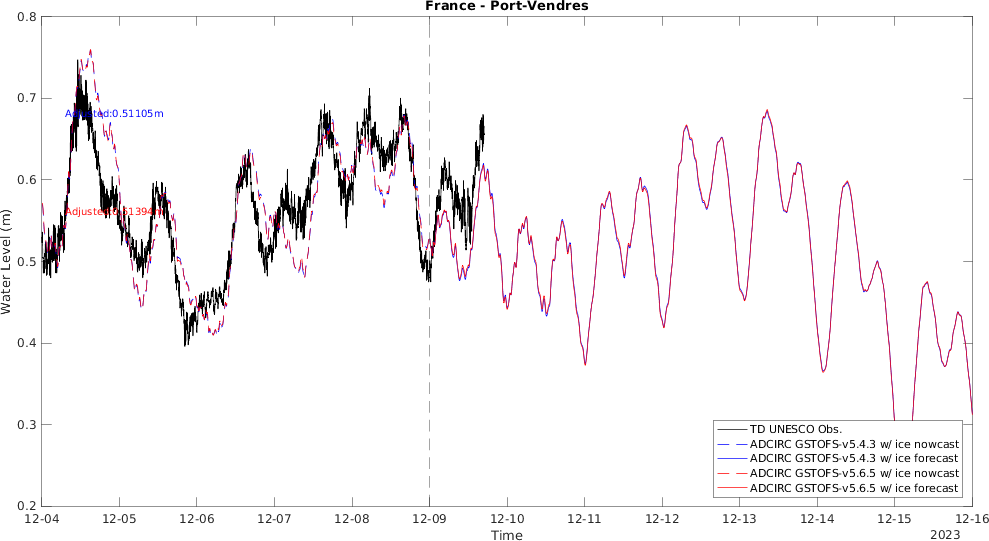 France - Port-Vendres
0.8
0.7
0.6
0.5
0.4
0.3
0.2
Water Level (m)
Adjusted:0.51105m
Adjusted:0.51394m
TD UNESCO Obs.
ADCIRC GSTOFS-v5.4.3 w/ ice nowcast
ADCIRC GSTOFS-v5.4.3 w/ ice forecast
ADCIRC GSTOFS-v5.6.5 w/ ice nowcast
ADCIRC GSTOFS-v5.6.5 w/ ice forecast
12-04 12-05 12-06 12-07 12-08 12-09 12-10 12-11 12-12 12-13 12-14 12-15 12-16
Time
2023